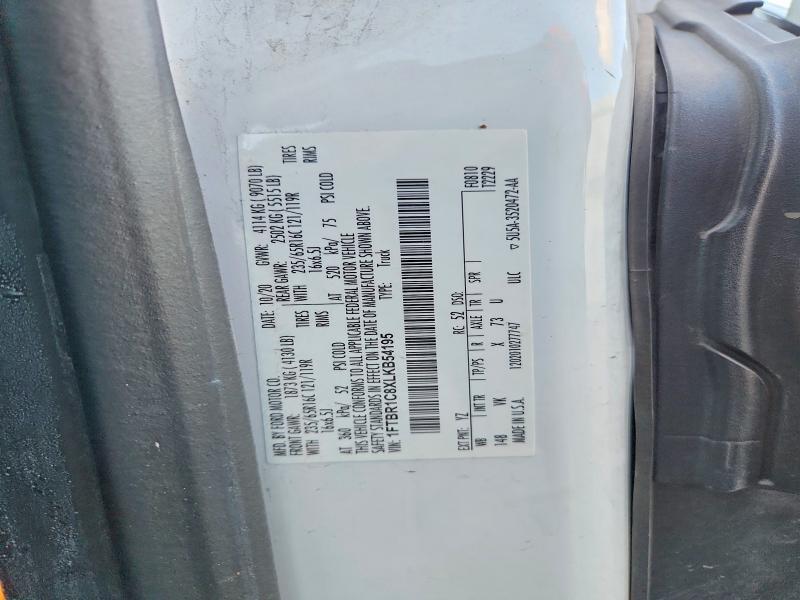 MFD. BY FORD MOTOR CO.
DATE: 10/20 GVWR: 4114 KG ( 9070 LB)
FRONT GAWR: 1873 KG ( 4130 LB) REAR GAWR: 2502 KG ( 5515 LB)
WITH 235/65R16C 121/119R TIRES WITH 235/65R16C 121/119R TIRES
16x6.5J RIMS 16x6.5J RIMS
AT 360 kPa/ 52 PSI COLD AT 520 kPa/ 75 PSI COLD
THIS VEHICLE CONFORMS TO ALL APPLICABLE FEDERAL MOTOR VEHICLE
SAFETY STANDARDS IN EFFECT ON THE DATE OF MANUFACTURE SHOWN ABOVE.
VIN: 1FTBR1C8XLKB54195 TYPE: Truck
F0810
T2229
EXT PNT: YZ RC: 52 DSO:
WB INT TR TP/PS R AXLE TR SPR
148 VK X 73 U
MADE IN U.S.A. 120201027747 ULC ▽ 5U5A-3520472-AA